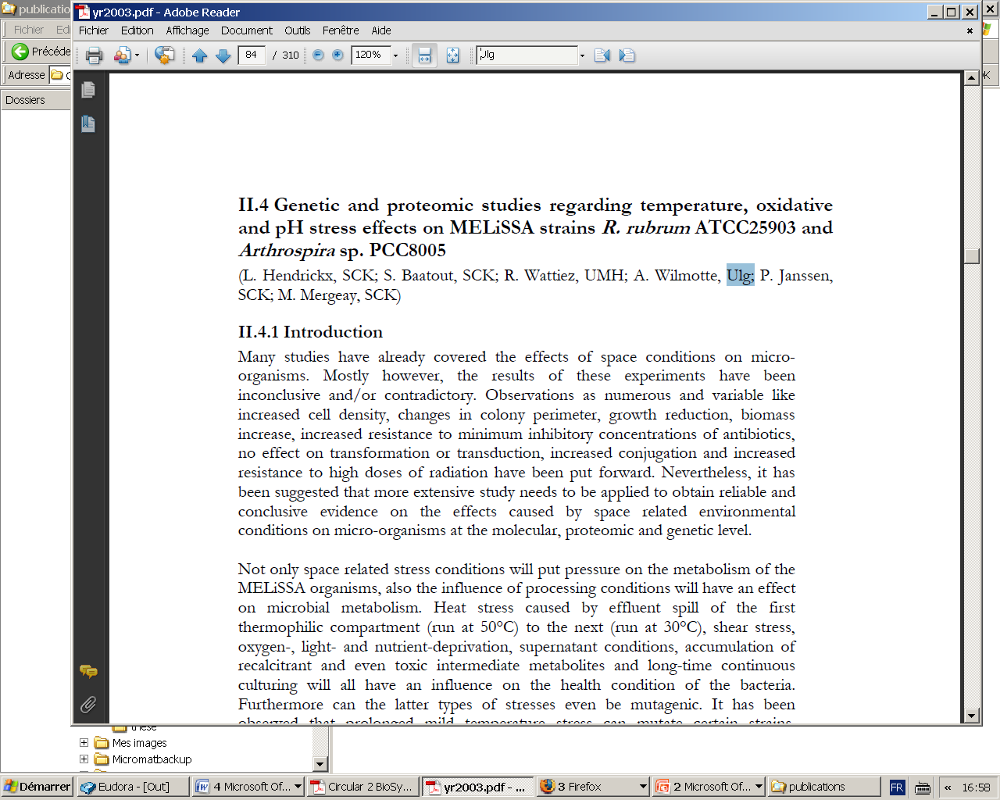 publicatio
yr2003.pdf - Adobe Reader
Fichier Edi
Fichier Edition Affichage Document Outils Fenêtre Aide
Précéde
84 / 310 120% Ulg
Adresse
Dossiers
II.4 Genetic and proteomic studies regarding temperature, oxidative
and pH stress effects on MELiSSA strains R. rubrum ATCC25903 and
Arthrospira sp. PCC8005
(L. Hendrickx, SCK; S. Baatout, SCK; R. Wattiez, UMH; A. Wilmotte, Ulg; P. Janssen,
SCK; M. Mergeay, SCK)
II.4.1 Introduction
Many studies have already covered the effects of space conditions on micro-
organisms. Mostly however, the results of these experiments have been
inconclusive and/or contradictory. Observations as numerous and variable like
increased cell density, changes in colony perimeter, growth reduction, biomass
increase, increased resistance to minimum inhibitory concentrations of antibiotics,
no effect on transformation or transduction, increased conjugation and increased
resistance to high doses of radiation have been put forward. Nevertheless, it has
been suggested that more extensive study needs to be applied to obtain reliable and
conclusive evidence on the effects caused by space related environmental
conditions on micro-organisms at the molecular, proteomic and genetic level.
Not only space related stress conditions will put pressure on the metabolism of the
MELiSSA organisms, also the influence of processing conditions will have an effect
on microbial metabolism. Heat stress caused by effluent spill of the first
thermophilic compartment (run at 50°C) to the next (run at 30°C), shear stress,
oxygen-, light- and nutrient-deprivation, supernatant conditions, accumulation of
recalcitrant and even toxic intermediate metabolites and long-time continuous
culturing will all have an influence on the health condition of the bacteria.
Furthermore can the latter types of stresses even be mutagenic. It has been
observed that prolonged mild temperature stress can mutate certain strains.
these
Mes images
Micromatbackup
Démarrer Eudora - [Out] 4 Microsoft Of... Circular 2 BioSy... yr2003.pdf - ... 3 Firefox 2 Microsoft Of... publications FR « 16:58